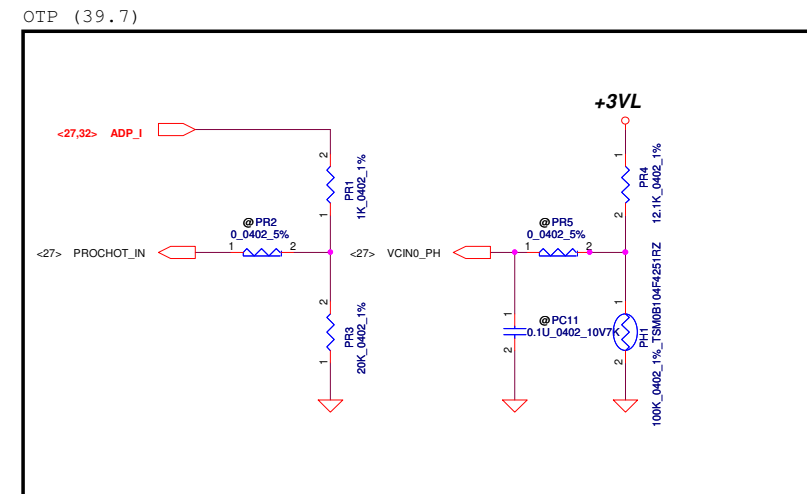 OTP (39.7)
+3VL
<27,32> ADP_I
2
PR1
1K_0402_1%
1
1
PR4
12.1K_0402_1%
2
@PR2
0_0402_5%
<27> PROCHOT_IN
1
2
@PR5
0_0402_5%
<27> VCIN0_PH
1
2
2
PR3
20K_0402_1%
1
1
@PC11
0.1U_0402_10V7K
2
1
PH1
100K_0402_1%_TSM0B104F4251RZ
2